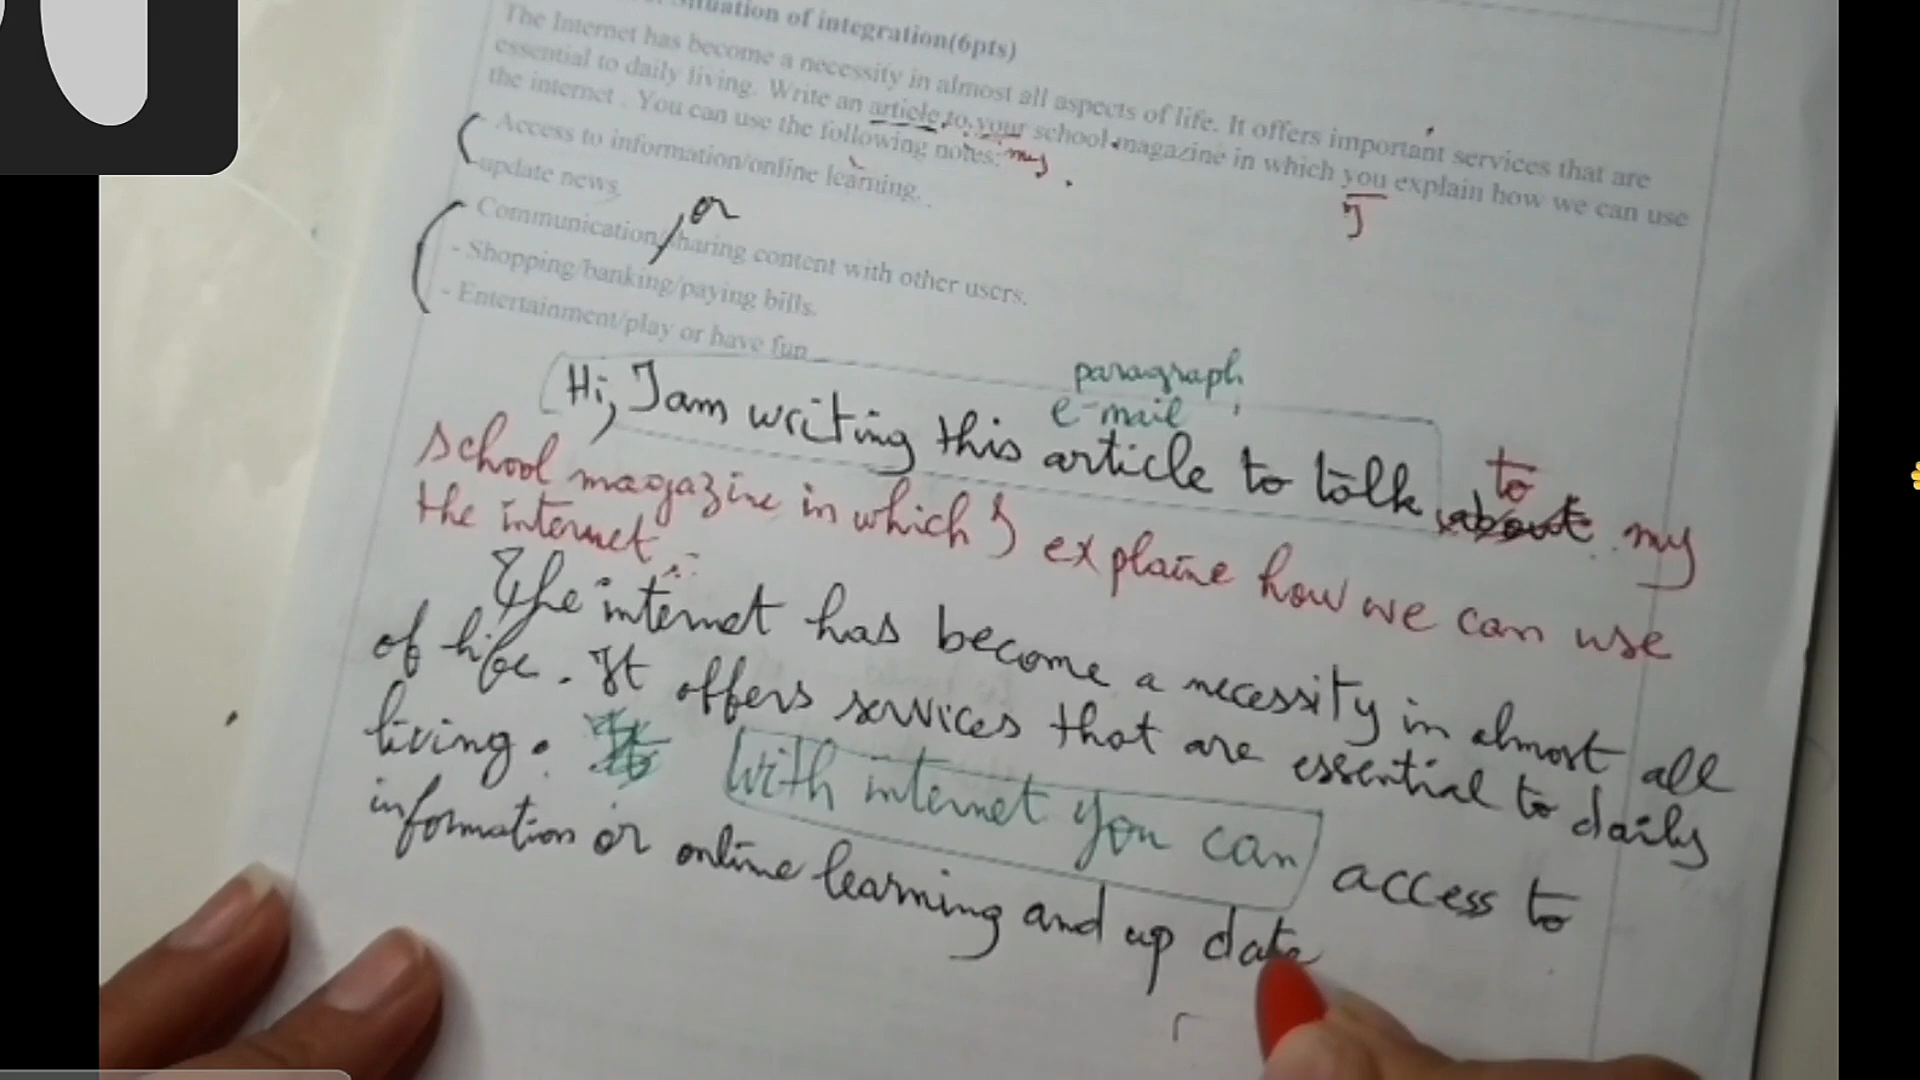 Situation of integration(6pts)
The Internet has become a necessity in almost all aspects of life. It offers important services that are
essential to daily living. Write an article to your school magazine in which you explain how we can use
the internet . You can use the following notes: my
I
- Access to information/online learning.
-update news
or
- Communication/sharing content with other users.
- Shopping/banking/paying bills.
- Entertainment/play or have fun
paragraph
e-mail
Hi, I am writing this article to talk about to my
school magazine in which I explaine how we can use
the internet.
The internet has become a necessity in almost all
of life. It offers services that are essential to daily
living. With internet you can access to
information or online learning and up date